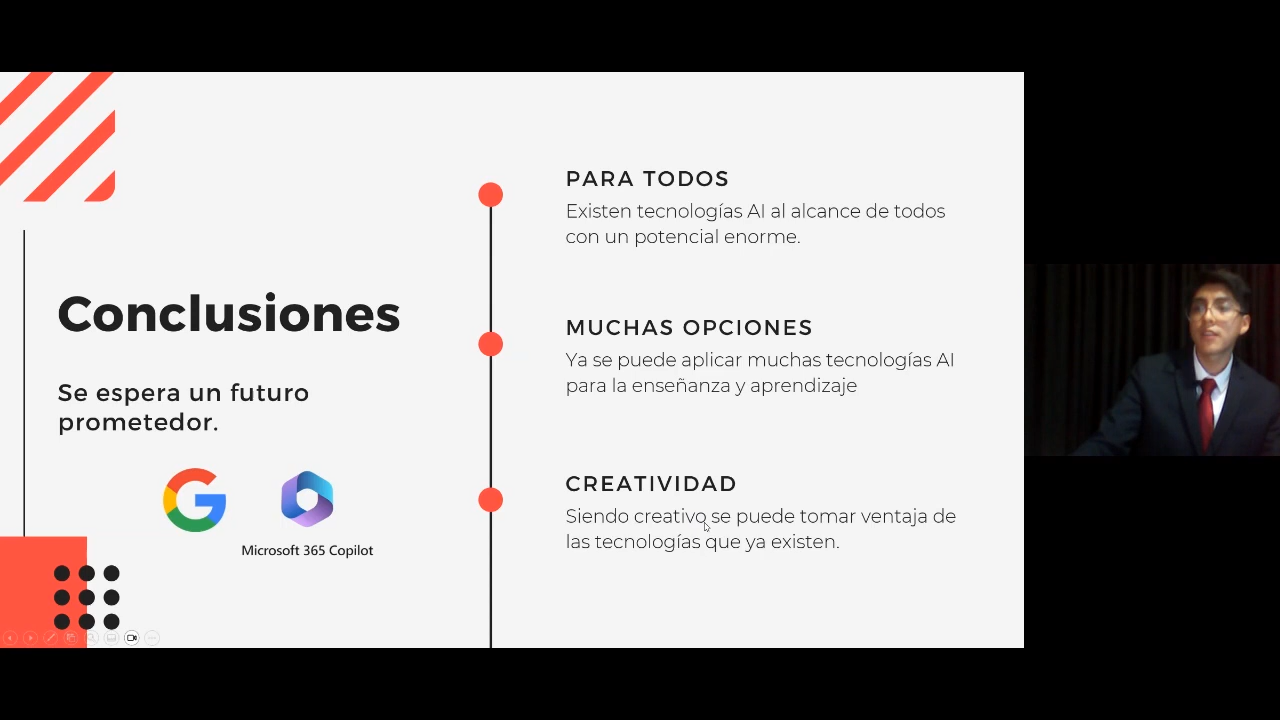 Conclusiones
Se espera un futuro
prometedor.
Microsoft 365 Copilot
PARA TODOS
Existen tecnologías AI al alcance de todos
con un potencial enorme.
MUCHAS OPCIONES
Ya se puede aplicar muchas tecnologías AI
para la enseñanza y aprendizaje
CREATIVIDAD
Siendo creativo se puede tomar ventaja de
las tecnologías que ya existen.